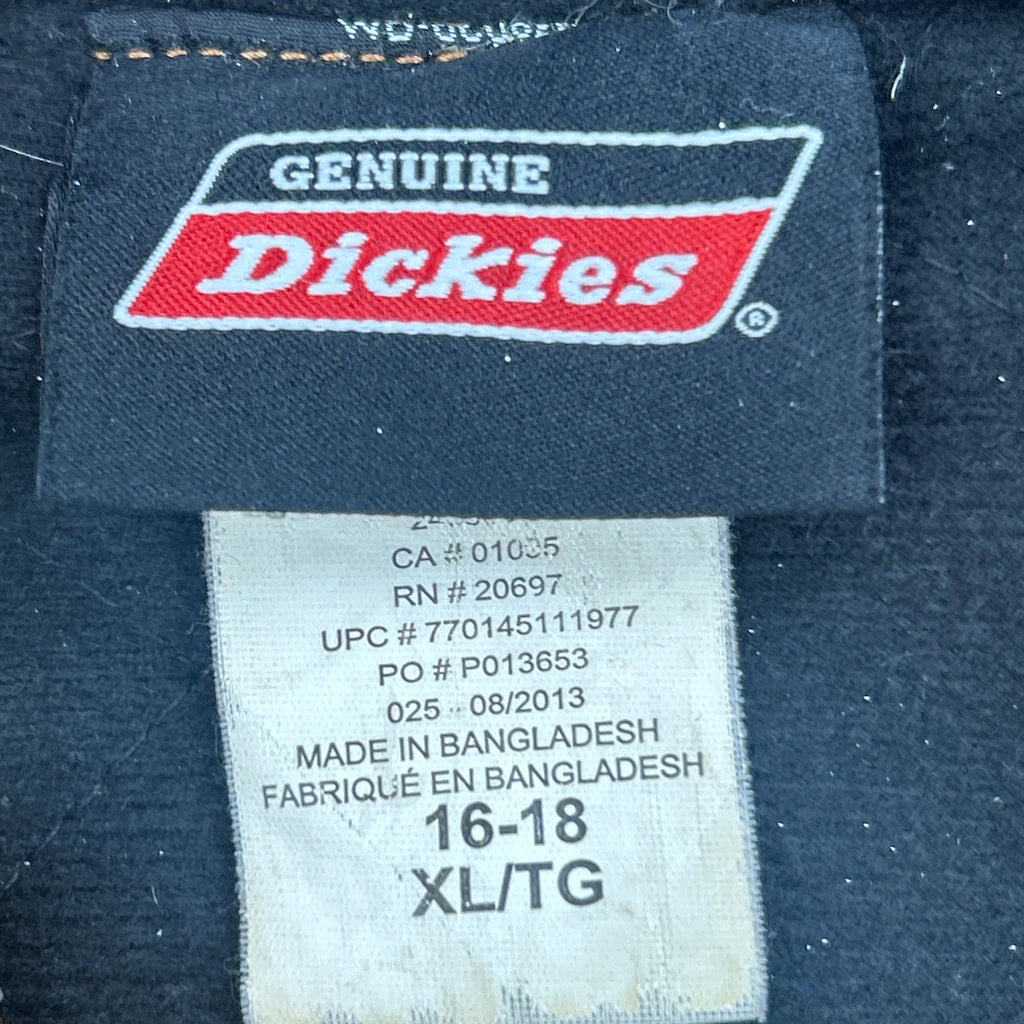 GENUINE
Dickies
®
CA # 01035
RN # 20697
UPC # 770145111977
PO # P013653
025 - 08/2013
MADE IN BANGLADESH
FABRIQUÉ EN BANGLADESH
16-18
XL/TG